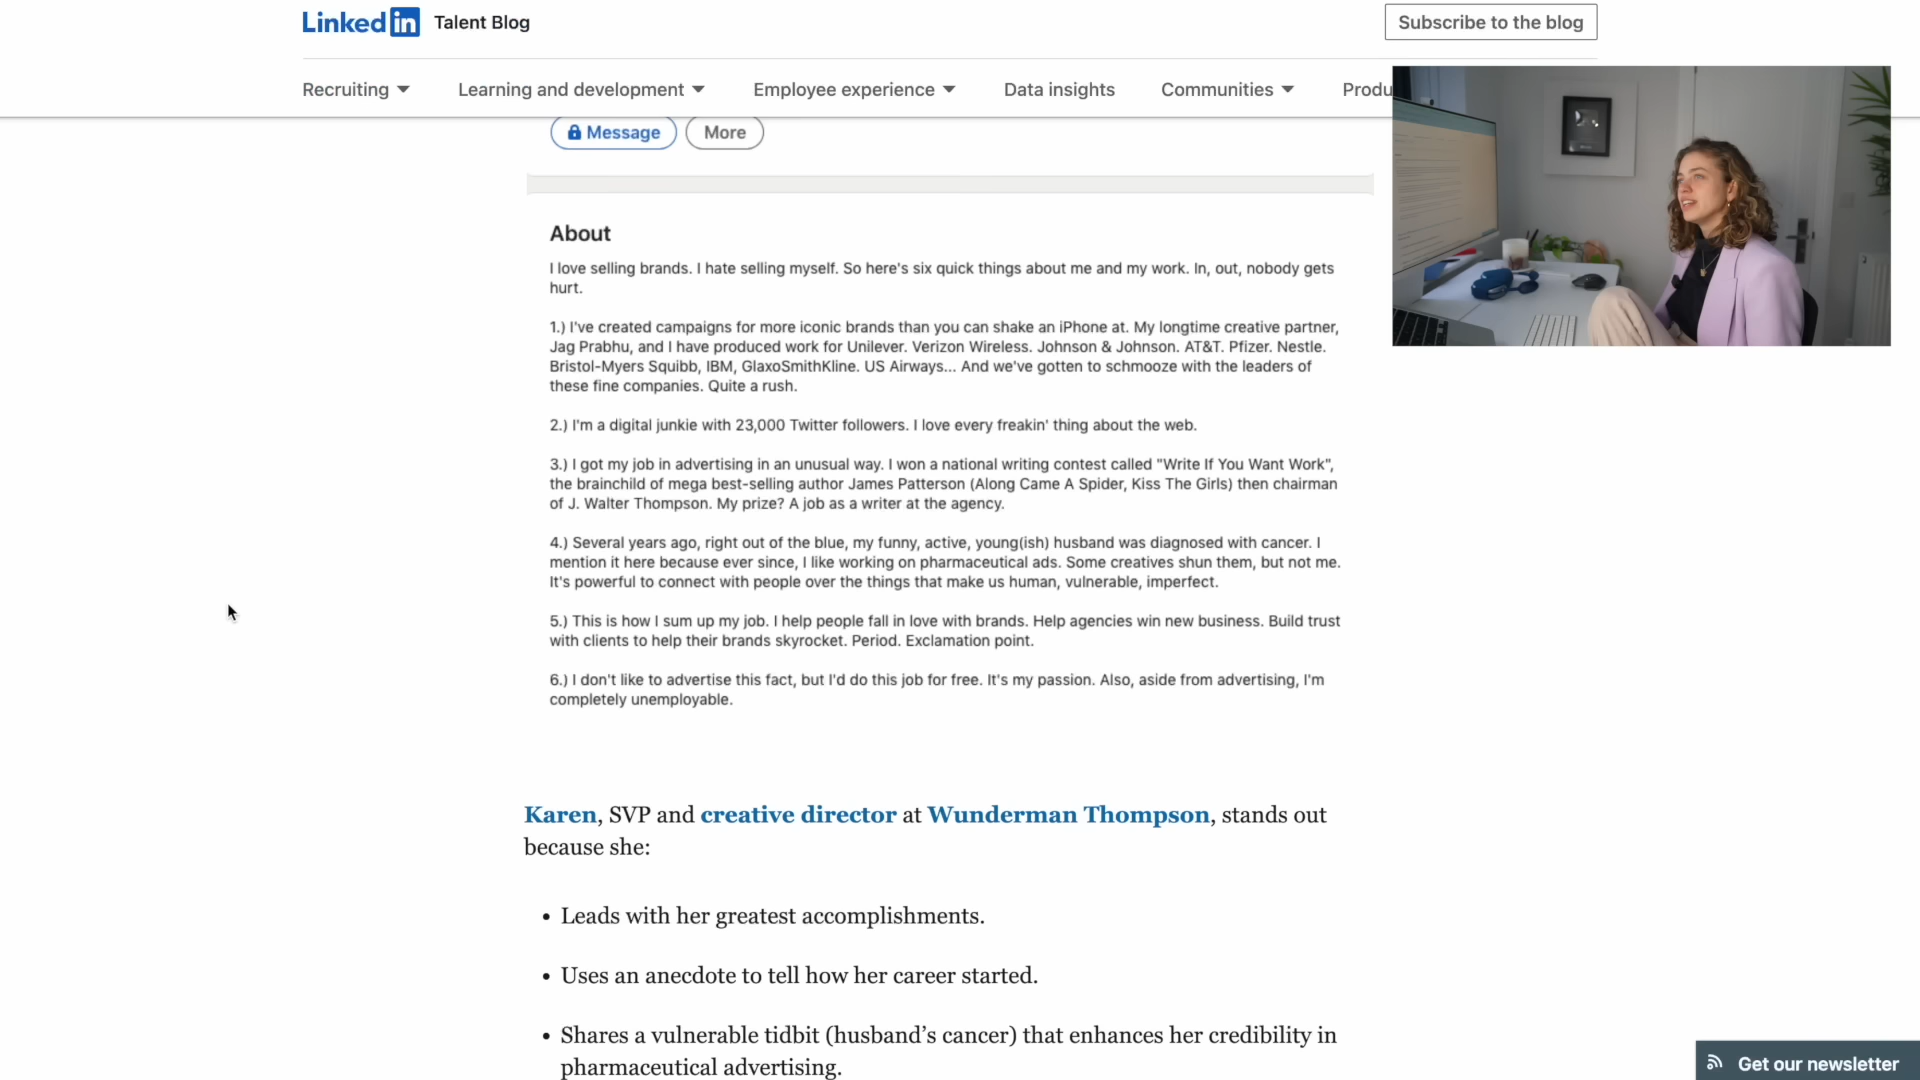 Linked in Talent Blog
Subscribe to the blog
Recruiting
Learning and development
Employee experience
Data insights
Communities
Produ
Message
More
About
I love selling brands. I hate selling myself. So here's six quick things about me and my work. In, out, nobody gets
hurt.
1.) I've created campaigns for more iconic brands than you can shake an iPhone at. My longtime creative partner,
Jag Prabhu, and I have produced work for Unilever. Verizon Wireless. Johnson & Johnson. AT&T. Pfizer. Nestle.
Bristol-Myers Squibb, IBM, GlaxoSmithKline. US Airways... And we've gotten to schmooze with the leaders of
these fine companies. Quite a rush.
2.) I'm a digital junkie with 23,000 Twitter followers. I love every freakin' thing about the web.
3.) I got my job in advertising in an unusual way. I won a national writing contest called "Write If You Want Work",
the brainchild of mega best-selling author James Patterson (Along Came A Spider, Kiss The Girls) then chairman
of J. Walter Thompson. My prize? A job as a writer at the agency.
4.) Several years ago, right out of the blue, my funny, active, young(ish) husband was diagnosed with cancer. I
mention it here because ever since, I like working on pharmaceutical ads. Some creatives shun them, but not me.
It's powerful to connect with people over the things that make us human, vulnerable, imperfect.
5.) This is how I sum up my job. I help people fall in love with brands. Help agencies win new business. Build trust
with clients to help their brands skyrocket. Period. Exclamation point.
6.) I don't like to advertise this fact, but I'd do this job for free. It's my passion. Also, aside from advertising, I'm
completely unemployable.
Karen, SVP and creative director at Wunderman Thompson, stands out
because she:
• Leads with her greatest accomplishments.
• Uses an anecdote to tell how her career started.
• Shares a vulnerable tidbit (husband’s cancer) that enhances her credibility in
pharmaceutical advertising.
Get our newsletter